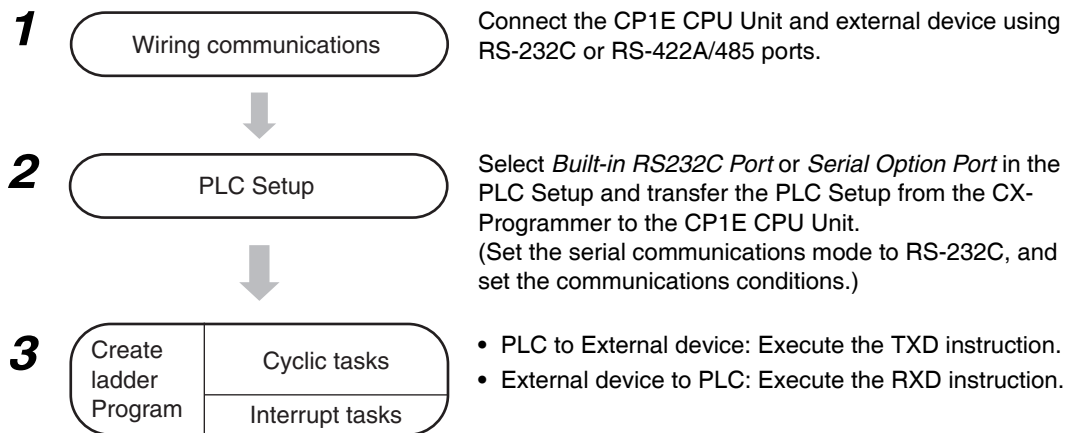 1
Wiring communications
Connect the CP1E CPU Unit and external device using
RS-232C or RS-422A/485 ports.
2
PLC Setup
Select Built-in RS232C Port or Serial Option Port in the
PLC Setup and transfer the PLC Setup from the CX-
Programmer to the CP1E CPU Unit.
(Set the serial communications mode to RS-232C, and
set the communications conditions.)
3
Create
ladder
Program
Cyclic tasks
Interrupt tasks
• PLC to External device: Execute the TXD instruction.
• External device to PLC: Execute the RXD instruction.